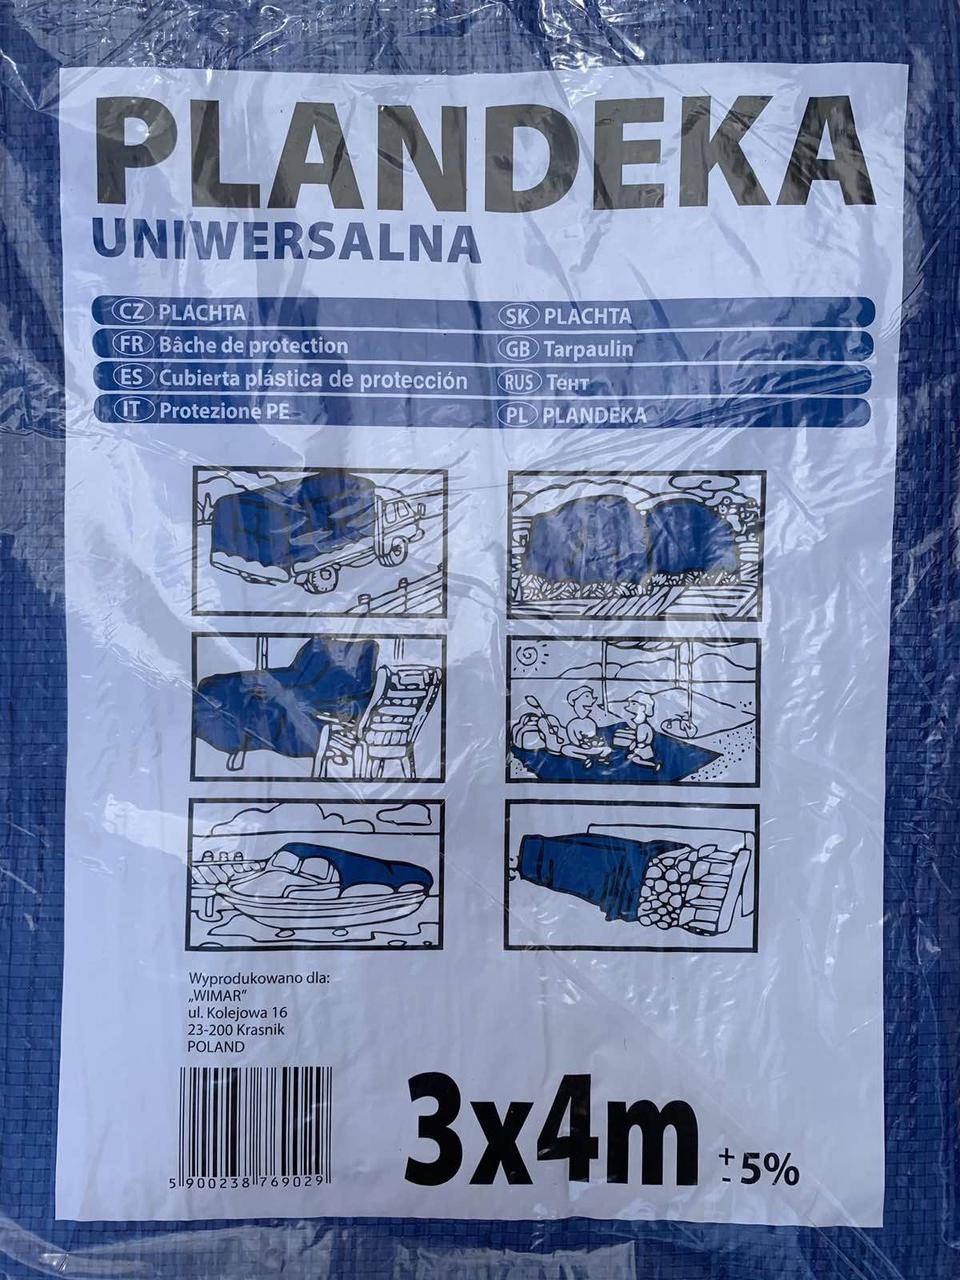 PLANDEKA
UNIWERSALNA
CZ PLACHTA
SK PLACHTA
FR Bâche de protection
GB Tarpaulin
ES Cubierta plástica de protección
RUS Тент
IT Protezione PE
PL PLANDEKA
Wyprodukowano dla:
„WIMAR”
ul. Kolejowa 16
23-200 Krasnik
POLAND
5 900238 769029
3x4m +- 5%